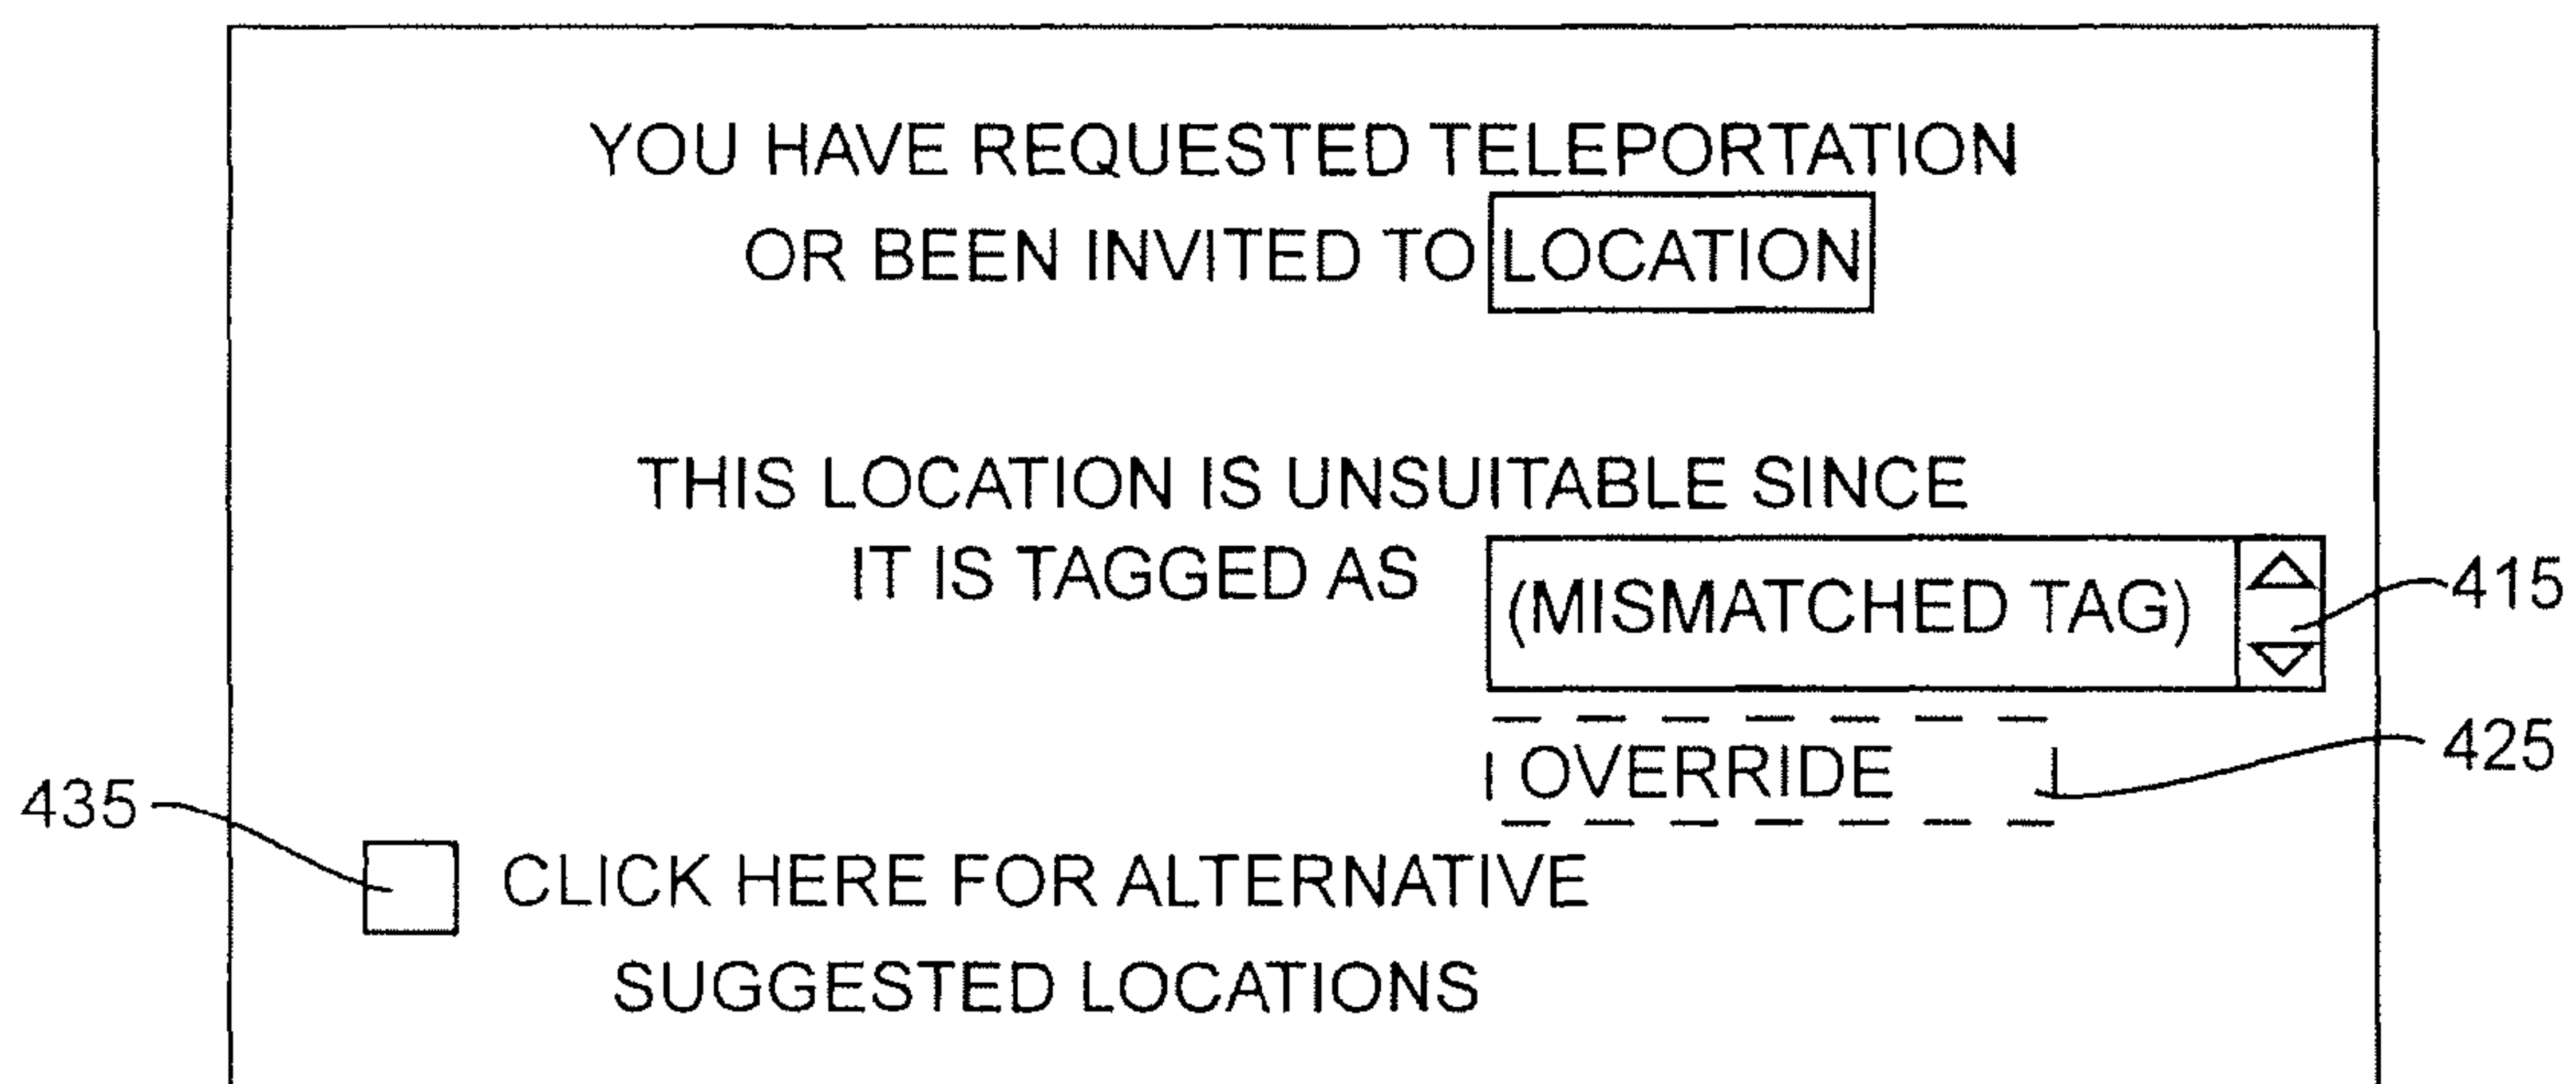 YOU HAVE REQUESTED TELEPORTATION
OR BEEN INVITED TO LOCATION
THIS LOCATION IS UNSUITABLE SINCE
IT IS TAGGED AS (MISMATCHED TAG)
415
OVERRIDE
425
435
CLICK HERE FOR ALTERNATIVE
SUGGESTED LOCATIONS